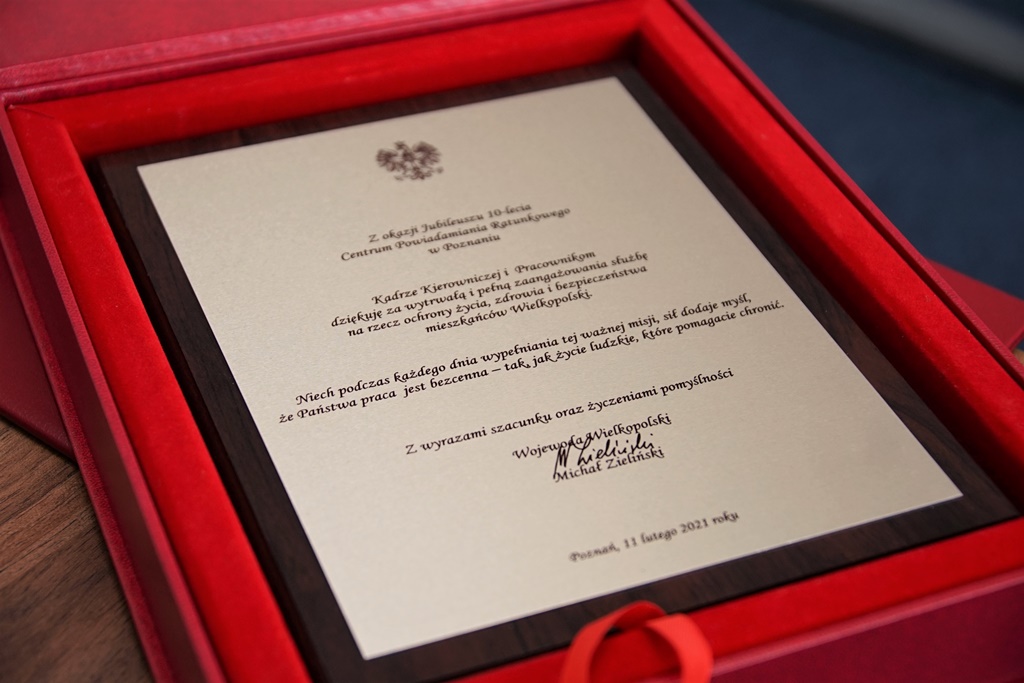 Z okazji Jubileuszu 10-lecia
Centrum Powiadamiania Ratunkowego
w Poznaniu
Kadrze Kierowniczej i Pracownikom
dziękuję za wytrwałą i pełną zaangażowania służbę
na rzecz ochrony życia, zdrowia i bezpieczeństwa
mieszkańców Wielkopolski.
Niech podczas każdego dnia wypełniania tej ważnej misji, sił dodaje myśl,
że Państwa praca jest bezcenna – tak, jak życie ludzkie, które pomagacie chronić.
Z wyrazami szacunku oraz życzeniami pomyślności
Wojewoda Wielkopolski
M Zieliński
Michał Zieliński
Poznań, 11 lutego 2021 roku